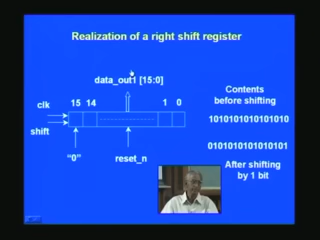 Realization of a right shift register
data_out1 [15:0]
clk
15 14
1 0
shift
"0"
reset_n
Contents
before shifting
1010101010101010
0101010101010101
After shifting
by 1 bit